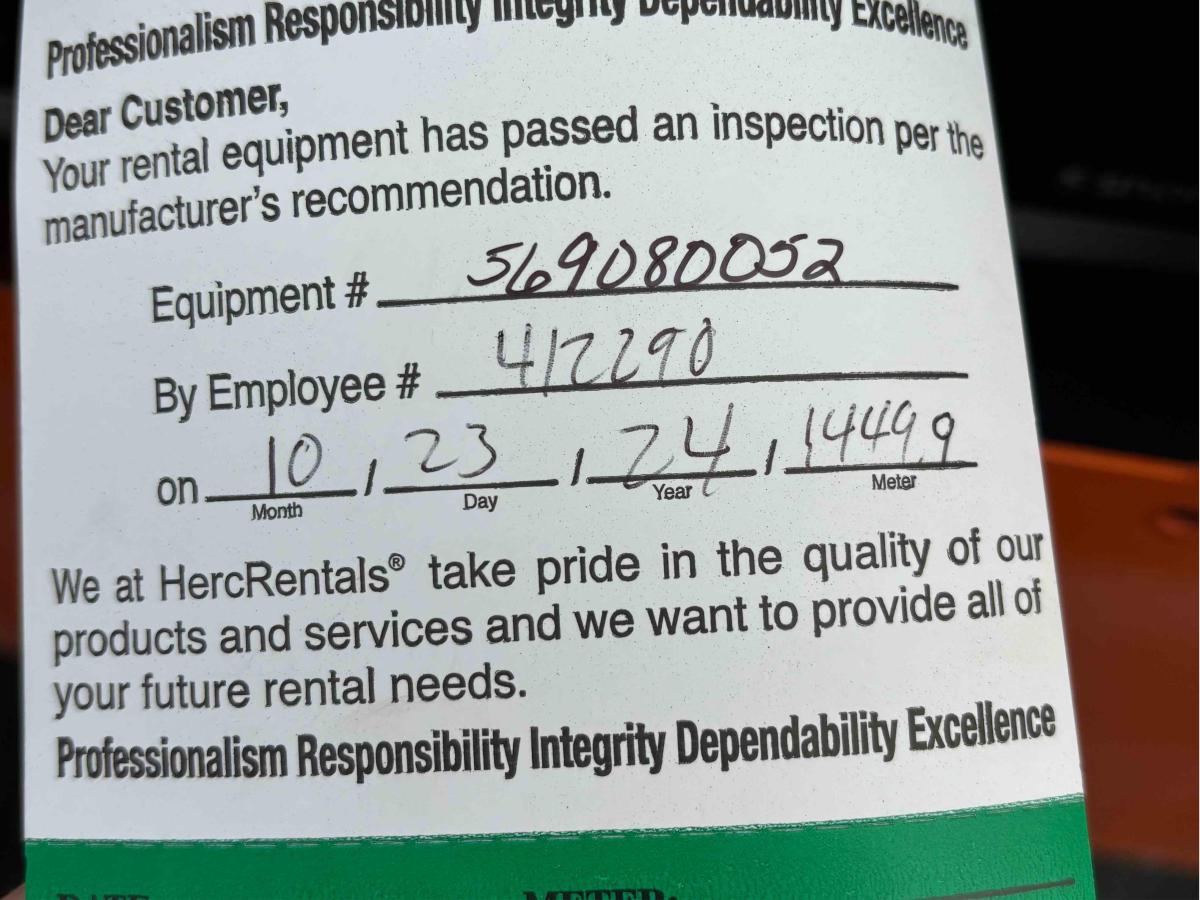 Professionalism Responsibility Integrity Dependability Excellence
Dear Customer,
Your rental equipment has passed an inspection per the
manufacturer's recommendation.
Equipment # 569080052
By Employee # 412290
on 10 / 23 / 24 / 14499
Month Day Year Meter
We at HercRentals® take pride in the quality of our
products and services and we want to provide all of
your future rental needs.
Professionalism Responsibility Integrity Dependability Excellence
DATE METER: